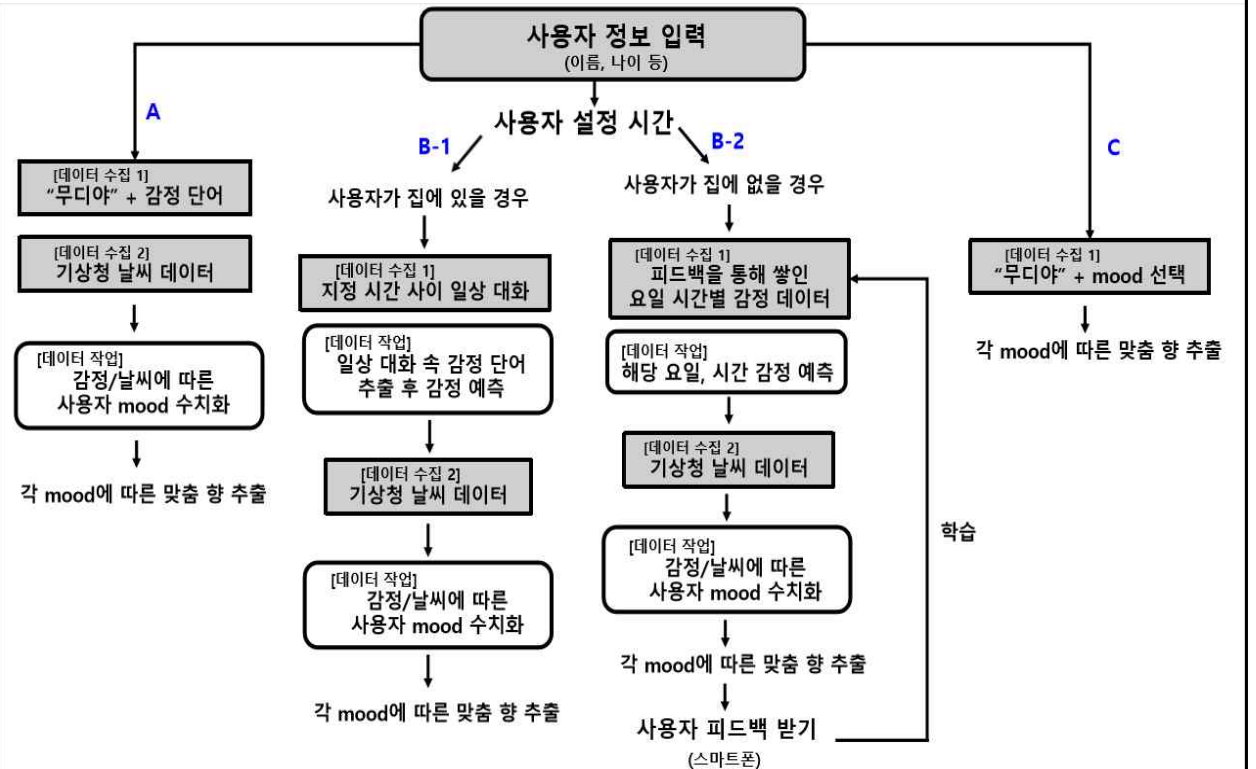 사용자 정보 입력
(이름, 나이 등)
사용자 설정 시간
A
[데이터 수집 1]
“무디야” + 감정 단어
[데이터 수집 2]
기상청 날씨 데이터
[데이터 작업]
감정/날씨에 따른
사용자 mood 수치화
각 mood에 따른 맞춤 향 추출
B-1
사용자가 집에 있을 경우
[데이터 수집 1]
지정 시간 사이 일상 대화
[데이터 작업]
일상 대화 속 감정 단어
추출 후 감정 예측
[데이터 수집 2]
기상청 날씨 데이터
[데이터 작업]
감정/날씨에 따른
사용자 mood 수치화
각 mood에 따른 맞춤 향 추출
B-2
사용자가 집에 없을 경우
[데이터 수집 1]
피드백을 통해 쌓인
요일 시간별 감정 데이터
[데이터 작업]
해당 요일, 시간 감정 예측
[데이터 수집 2]
기상청 날씨 데이터
[데이터 작업]
감정/날씨에 따른
사용자 mood 수치화
각 mood에 따른 맞춤 향 추출
사용자 피드백 받기
(스마트폰)
학습
C
[데이터 수집 1]
“무디야” + mood 선택
각 mood에 따른 맞춤 향 추출